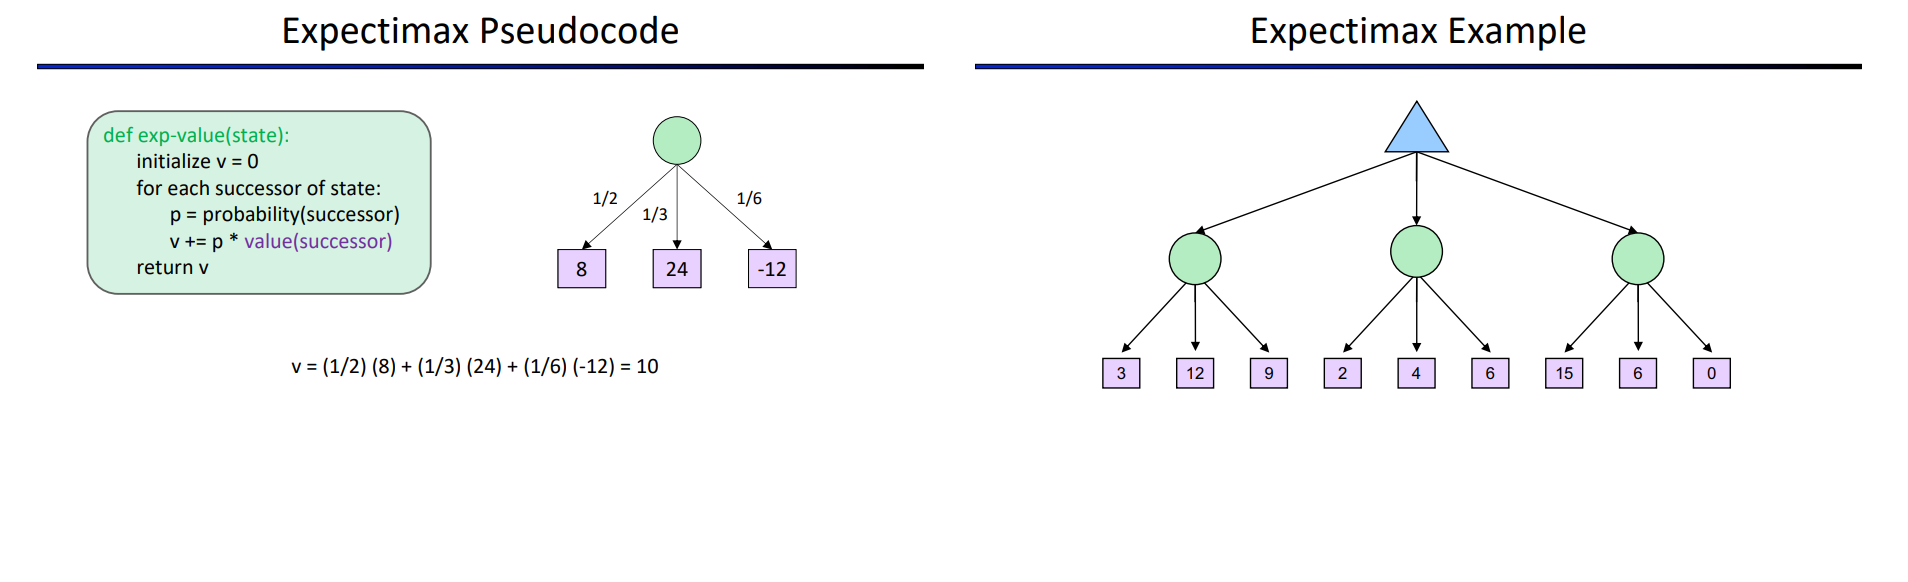 Expectimax Pseudocode
def exp-value(state):
initialize v = 0
for each successor of state:
p = probability(successor)
v += p * value(successor)
return v
1/2
1/3
1/6
8
24
-12
v = (1/2) (8) + (1/3) (24) + (1/6) (-12) = 10
Expectimax Example
3
12
9
2
4
6
15
6
0